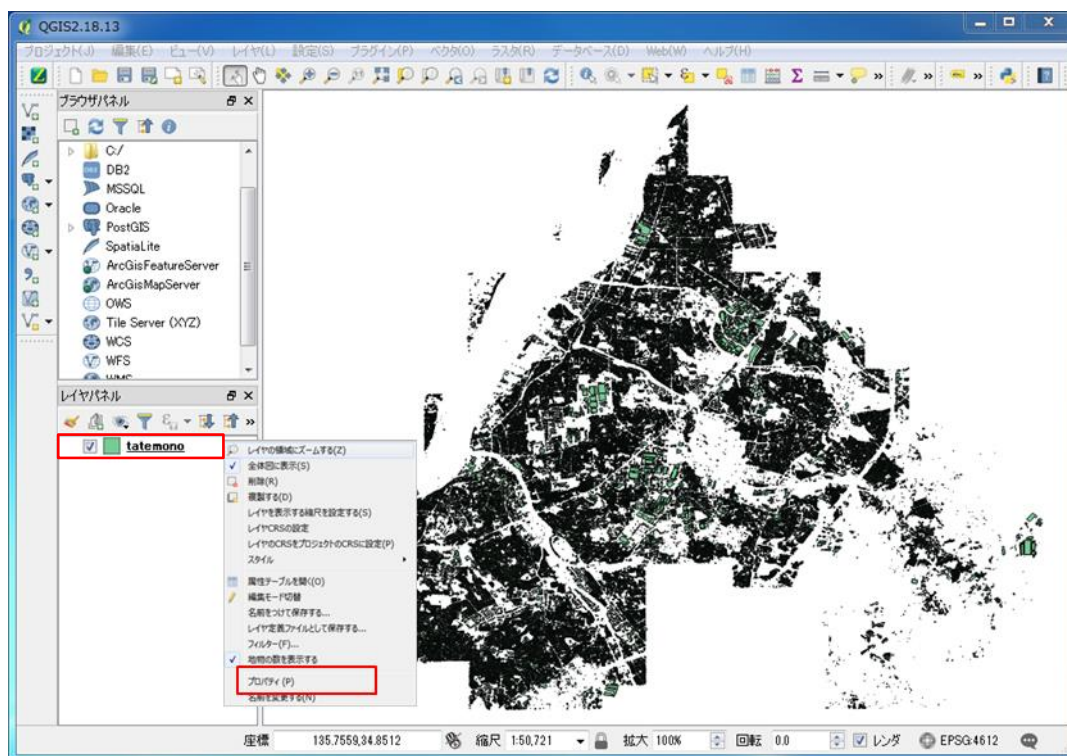 QGIS2.18.13
プロジェクト(J) 編集(E) ビュー(V) レイヤ(L) 設定(S) プラグイン(P) ベクタ(O) ラスタ(R) データベース(D) Web(W) ヘルプ(H)
ブラウザパネル
C:/
DB2
MSSQL
Oracle
PostGIS
SpatiaLite
ArcGisFeatureServer
ArcGisMapServer
OWS
Tile Server (XYZ)
WCS
WFS
WMS
レイヤパネル
tatemono
レイヤの領域にズームする(Z)
全体図に表示(S)
削除(R)
複製する(D)
レイヤを表示する縮尺を設定する(S)
レイヤCRSの設定
レイヤのCRSをプロジェクトのCRSに設定(P)
スタイル
属性テーブルを開く(O)
編集モード切替
名前をつけて保存する...
レイヤ定義ファイルとして保存する...
フィルター(F)...
地物の数を表示する
プロパティ(P)
名前を変更する(N)
座標 135.7559,34.8512 縮尺 1:50,721 拡大 100% 回転 0.0 レンダ EPSG:4612